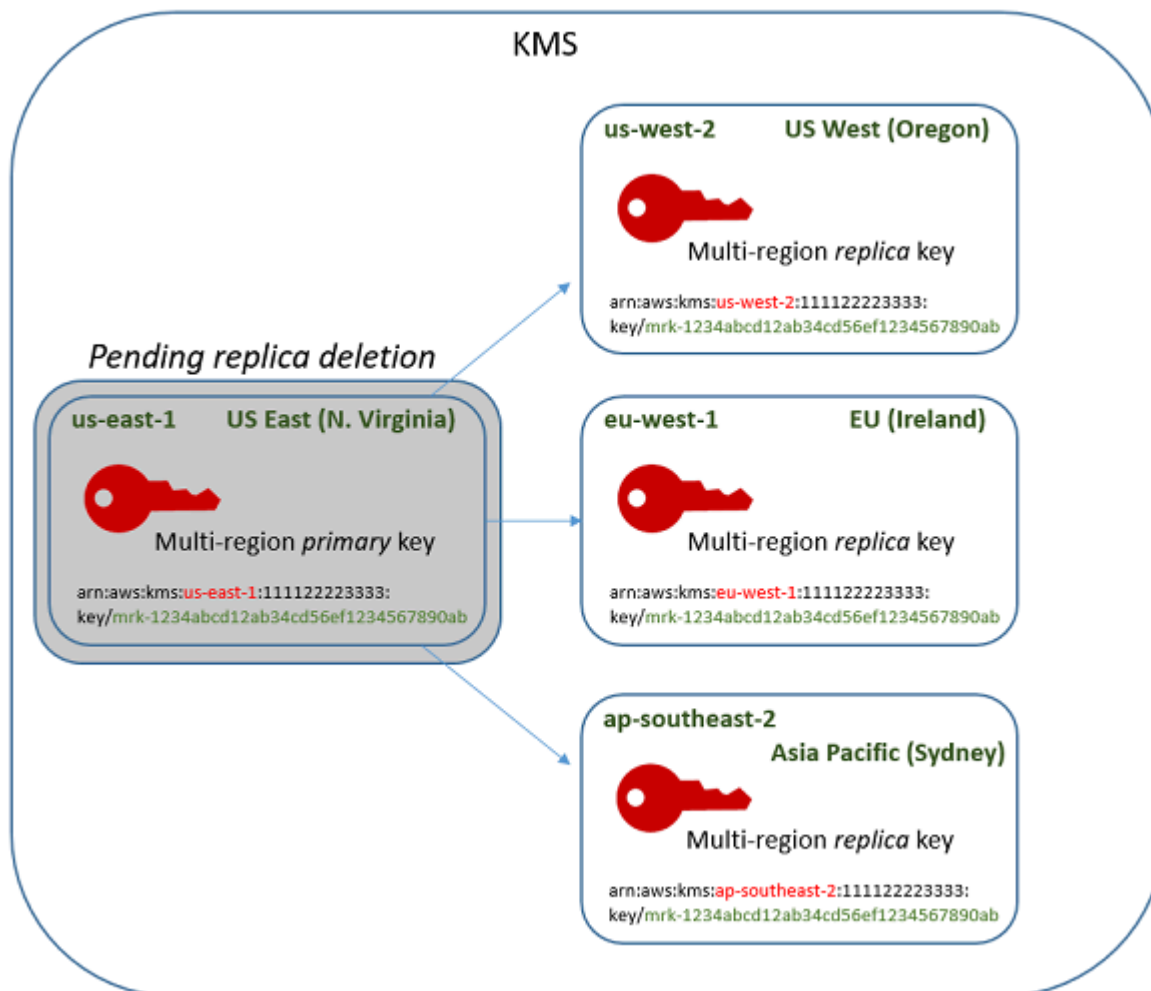 KMS
us-west-2 US West (Oregon)
Multi-region replica key
arn:aws:kms:us-west-2:111122223333:
key/mrk-1234abcd12ab34cd56ef1234567890ab
Pending replica deletion
us-east-1 US East (N. Virginia)
Multi-region primary key
arn:aws:kms:us-east-1:111122223333:
key/mrk-1234abcd12ab34cd56ef1234567890ab
eu-west-1 EU (Ireland)
Multi-region replica key
arn:aws:kms:eu-west-1:111122223333:
key/mrk-1234abcd12ab34cd56ef1234567890ab
ap-southeast-2
Asia Pacific (Sydney)
Multi-region replica key
arn:aws:kms:ap-southeast-2:111122223333:
key/mrk-1234abcd12ab34cd56ef1234567890ab